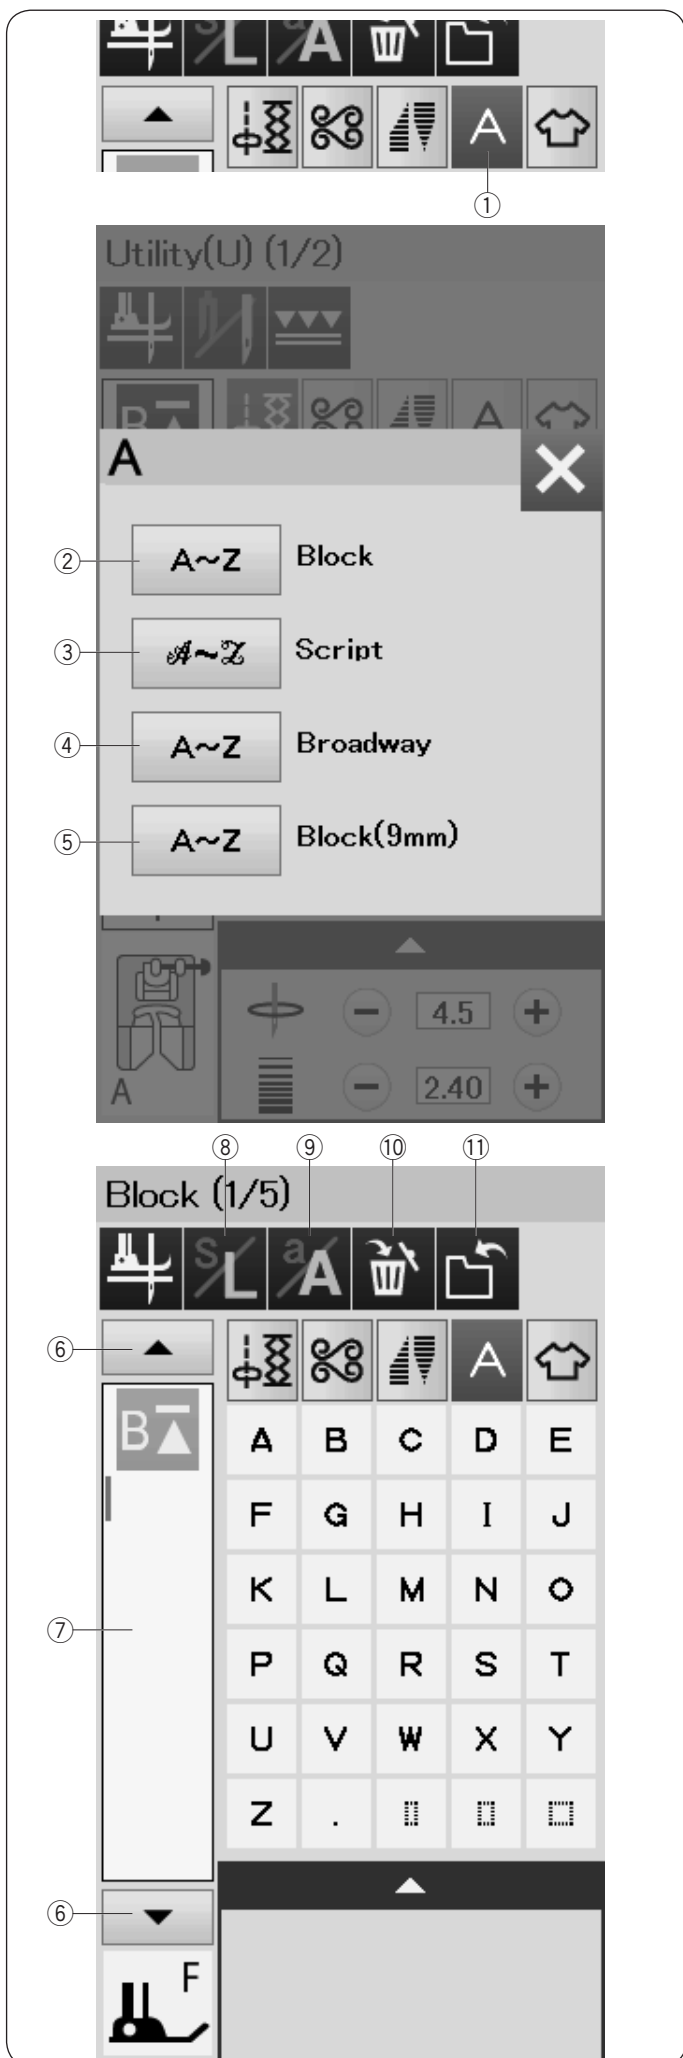 S/L a/A
A
①
Utility(U) (1/2)
B A
A
② A~Z Block
③ A~Z Script
④ A~Z Broadway
⑤ A~Z Block(9mm)
4.5
A 2.40
⑧ ⑨ ⑩ ⑪
Block (1/5)
S/L a/A
⑥ A
B A B C D E
F G H I J
K L M N O
⑦
P Q R S T
U V W X Y
Z .
⑥
F